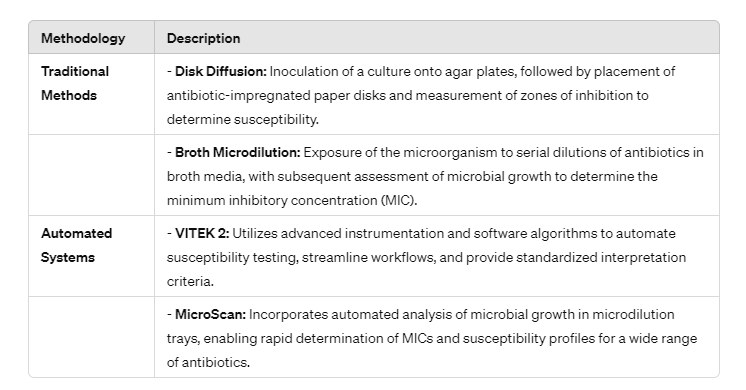 Methodology Description
Traditional Methods
- Disk Diffusion: Inoculation of a culture onto agar plates, followed by placement of
antibiotic-impregnated paper disks and measurement of zones of inhibition to
determine susceptibility.
- Broth Microdilution: Exposure of the microorganism to serial dilutions of antibiotics in
broth media, with subsequent assessment of microbial growth to determine the
minimum inhibitory concentration (MIC).
Automated Systems
- VITEK 2: Utilizes advanced instrumentation and software algorithms to automate
susceptibility testing, streamline workflows, and provide standardized interpretation
criteria.
- MicroScan: Incorporates automated analysis of microbial growth in microdilution
trays, enabling rapid determination of MICs and susceptibility profiles for a wide range
of antibiotics.